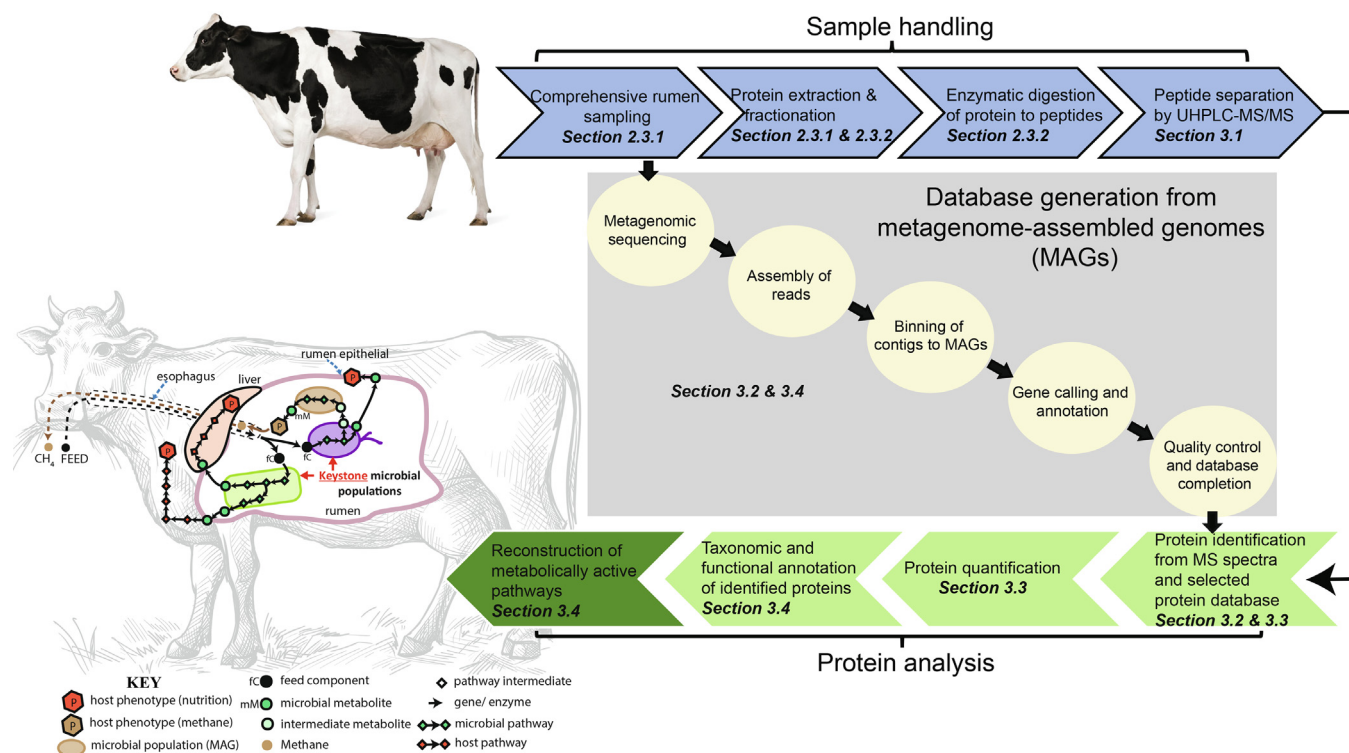 Sample handling
Comprehensive rumen
sampling
Section 2.3.1
Protein extraction &
fractionation
Section 2.3.1 & 2.3.2
Enzymatic digestion
of protein to peptides
Section 2.3.2
Peptide separation
by UHPLC-MS/MS
Section 3.1
Database generation from
metagenome-assembled genomes
(MAGs)
Metagenomic
sequencing
Assembly of
reads
Binning of
contigs to MAGs
Gene calling and
annotation
Quality control
and database
completion
Section 3.2 & 3.4
Protein identification
from MS spectra
and selected
protein database
Section 3.2 & 3.3
Protein quantification
Section 3.3
Taxonomic and
functional annotation
of identified proteins
Section 3.4
Reconstruction of
metabolically active
pathways
Section 3.4
Protein analysis
rumen epithelial
esophagus
liver
P
P
mM
P
fC
fC
P
CH4 FEED
Keystone microbial
populations
rumen
KEY
P host phenotype (nutrition)
P host phenotype (methane)
microbial population (MAG)
fC feed component
mM microbial metabolite
intermediate metabolite
Methane
pathway intermediate
gene/ enzyme
microbial pathway
host pathway